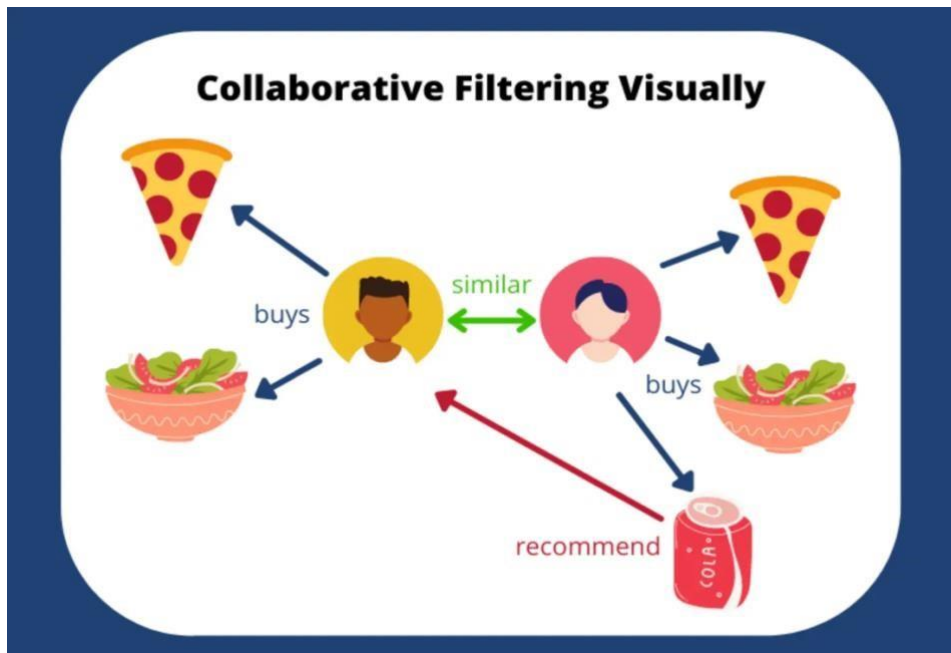 Collaborative Filtering Visually
similar
buys
buys
recommend
COLA